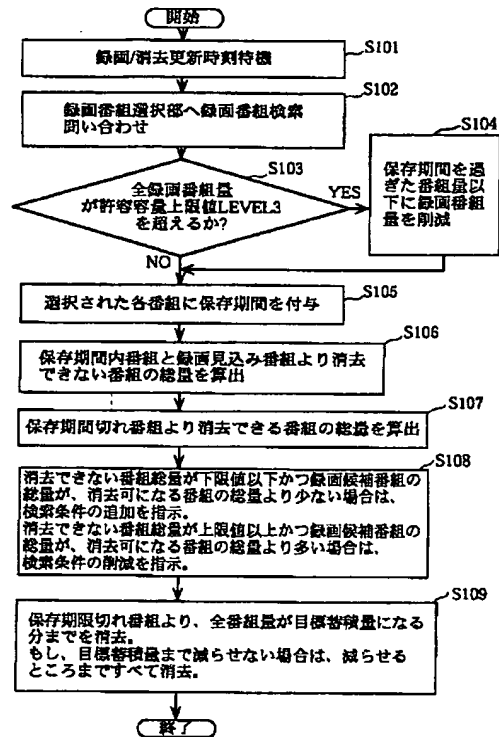 開始
録画/消去更新時刻待機
S101
録画番組選択部へ録画番組検索
問い合わせ
S102
全録画番組量
が許容容量上限値LEVEL3
を超えるか?
S103
YES
NO
保存期間を過
ぎた番組量以
下に録画番組
量を削減
S104
選択された各番組に保存期間を付与
S105
保存期間内番組と録画見込み番組より消去
できない番組の総量を算出
S106
保存期間切れ番組より消去できる番組の総量を算出
S107
消去できない番組総量が下限値以下かつ録画候補番組の
総量が、消去可になる番組の総量より少ない場合は、
検索条件の追加を指示。
消去できない番組総量が上限値以上かつ録画候補番組の
総量が、消去可になる番組の総量より多い場合は、
検索条件の削減を指示。
S108
保存期限切れ番組より、全番組量が目標蓄積量になる
分までを消去。
もし、目標蓄積量まで減らせない場合は、減らせる
ところまですべて消去。
S109
終了